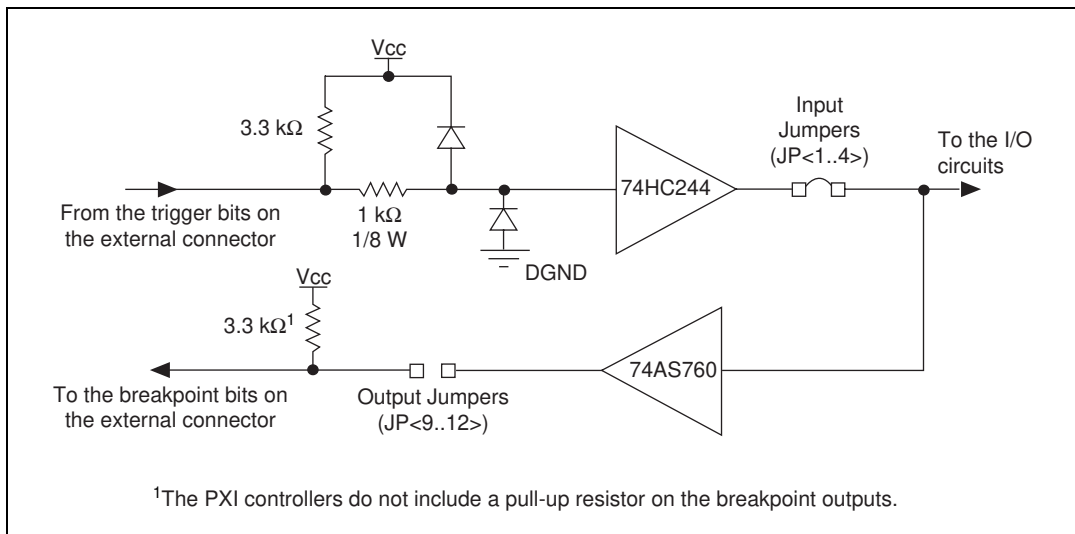 Vcc
3.3 kΩ
Input
Jumpers
(JP<1..4>)
To the I/O
circuits
74HC244
From the trigger bits on
the external connector
1 kΩ
1/8 W
DGND
Vcc
3.3 kΩ1
74AS760
To the breakpoint bits on
the external connector
Output Jumpers
(JP<9..12>)
1The PXI controllers do not include a pull-up resistor on the breakpoint outputs.